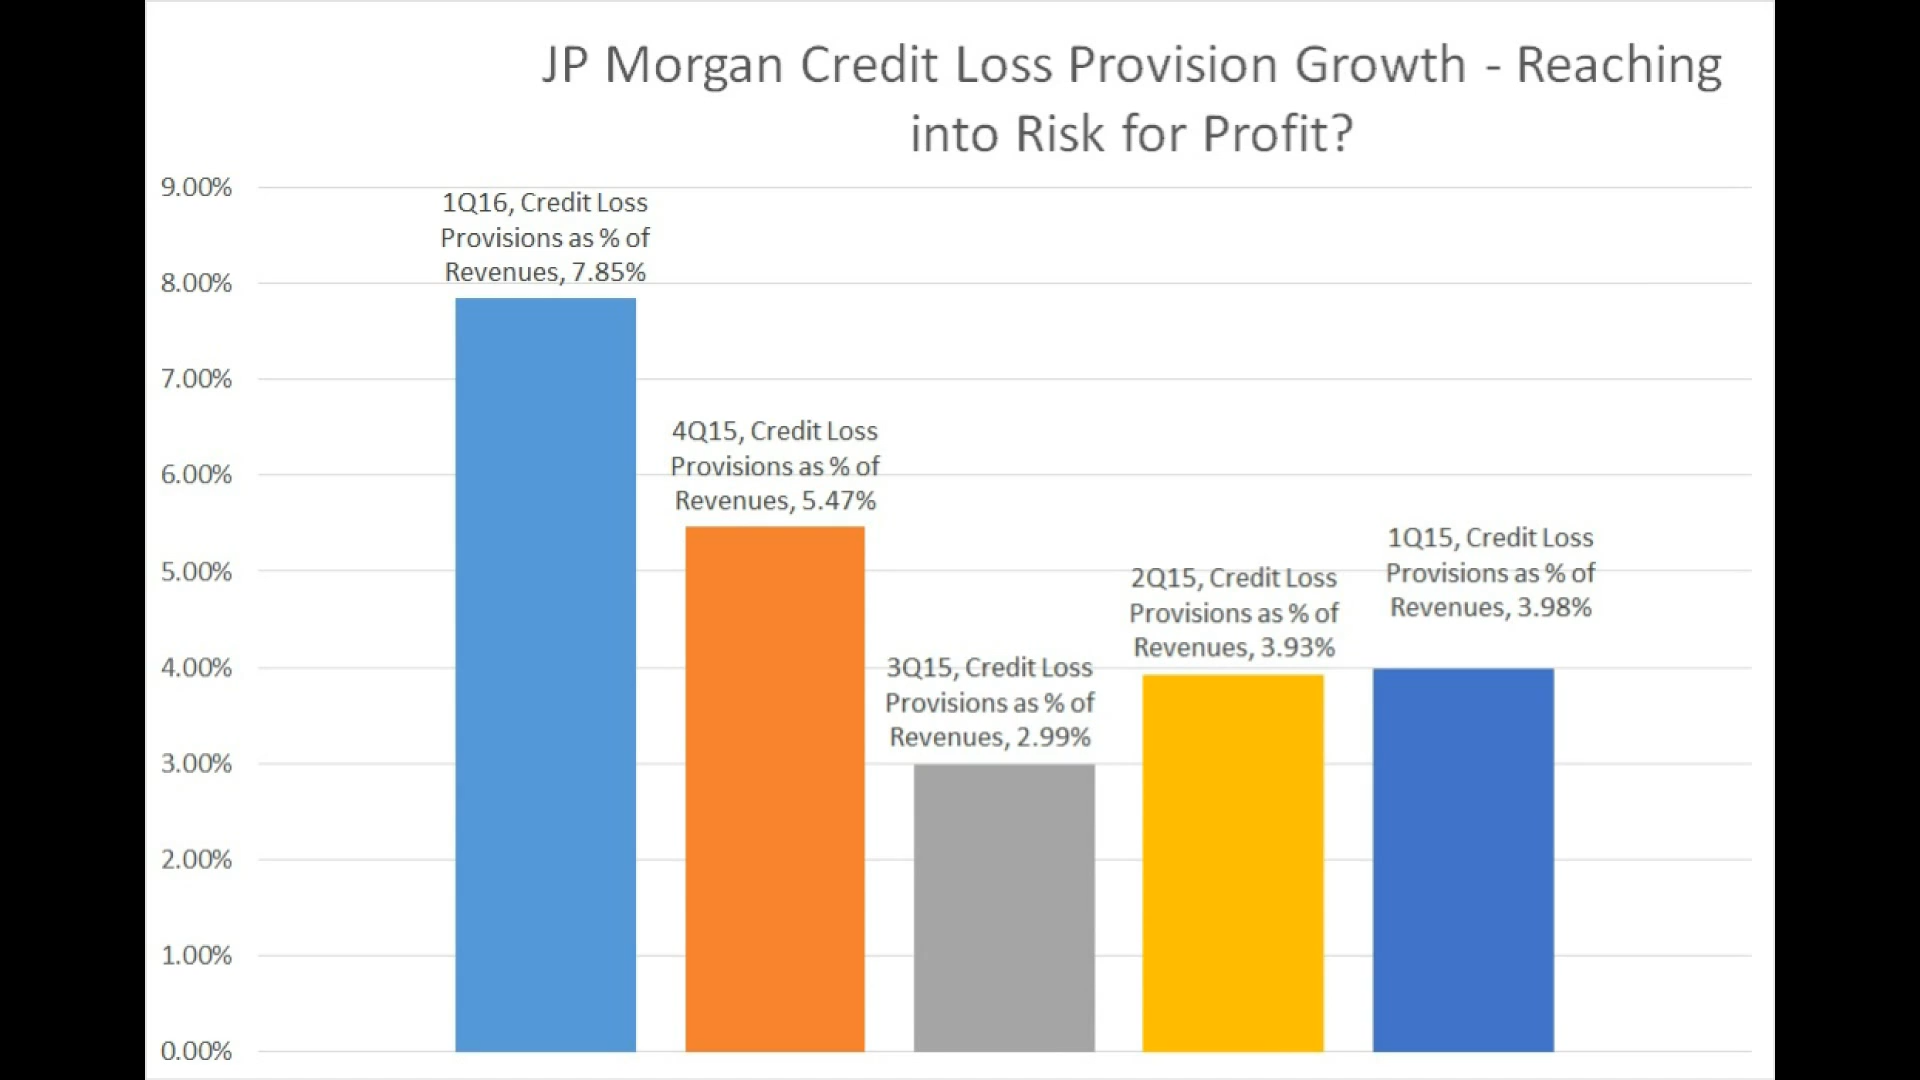 JP Morgan Credit Loss Provision Growth - Reaching
into Risk for Profit?
9.00%
8.00%
7.00%
6.00%
5.00%
4.00%
3.00%
2.00%
1.00%
0.00%
1Q16, Credit Loss
Provisions as % of
Revenues, 7.85%
4Q15, Credit Loss
Provisions as % of
Revenues, 5.47%
3Q15, Credit Loss
Provisions as % of
Revenues, 2.99%
2Q15, Credit Loss
Provisions as % of
Revenues, 3.93%
1Q15, Credit Loss
Provisions as % of
Revenues, 3.98%